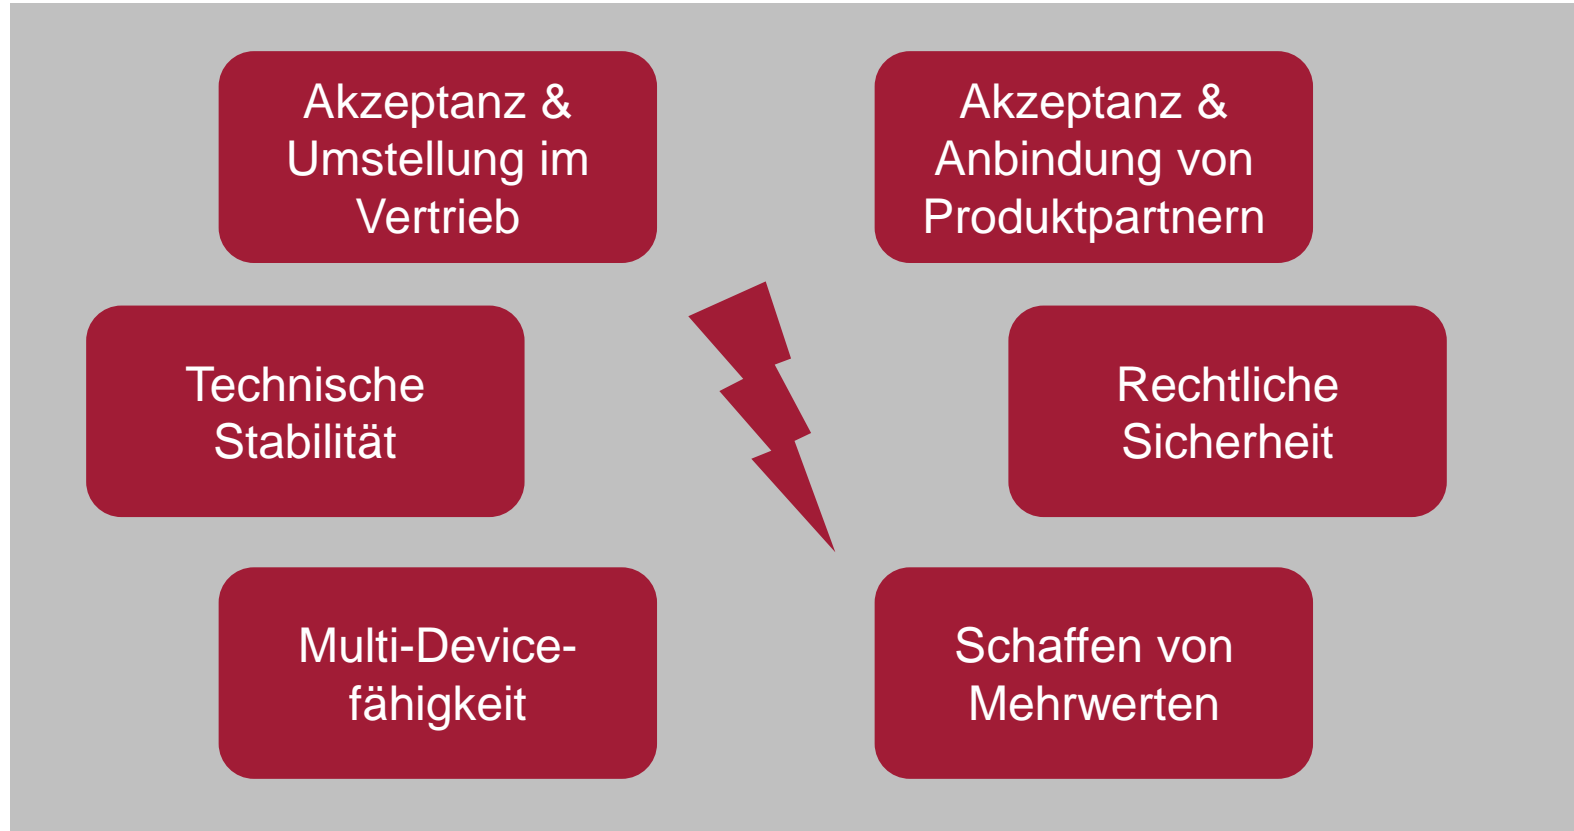 Akzeptanz &
Umstellung im
Vertrieb
Akzeptanz &
Anbindung von
Produktpartnern
Technische
Stabilität
Rechtliche
Sicherheit
Multi-Device-
fähigkeit
Schaffen von
Mehrwerten